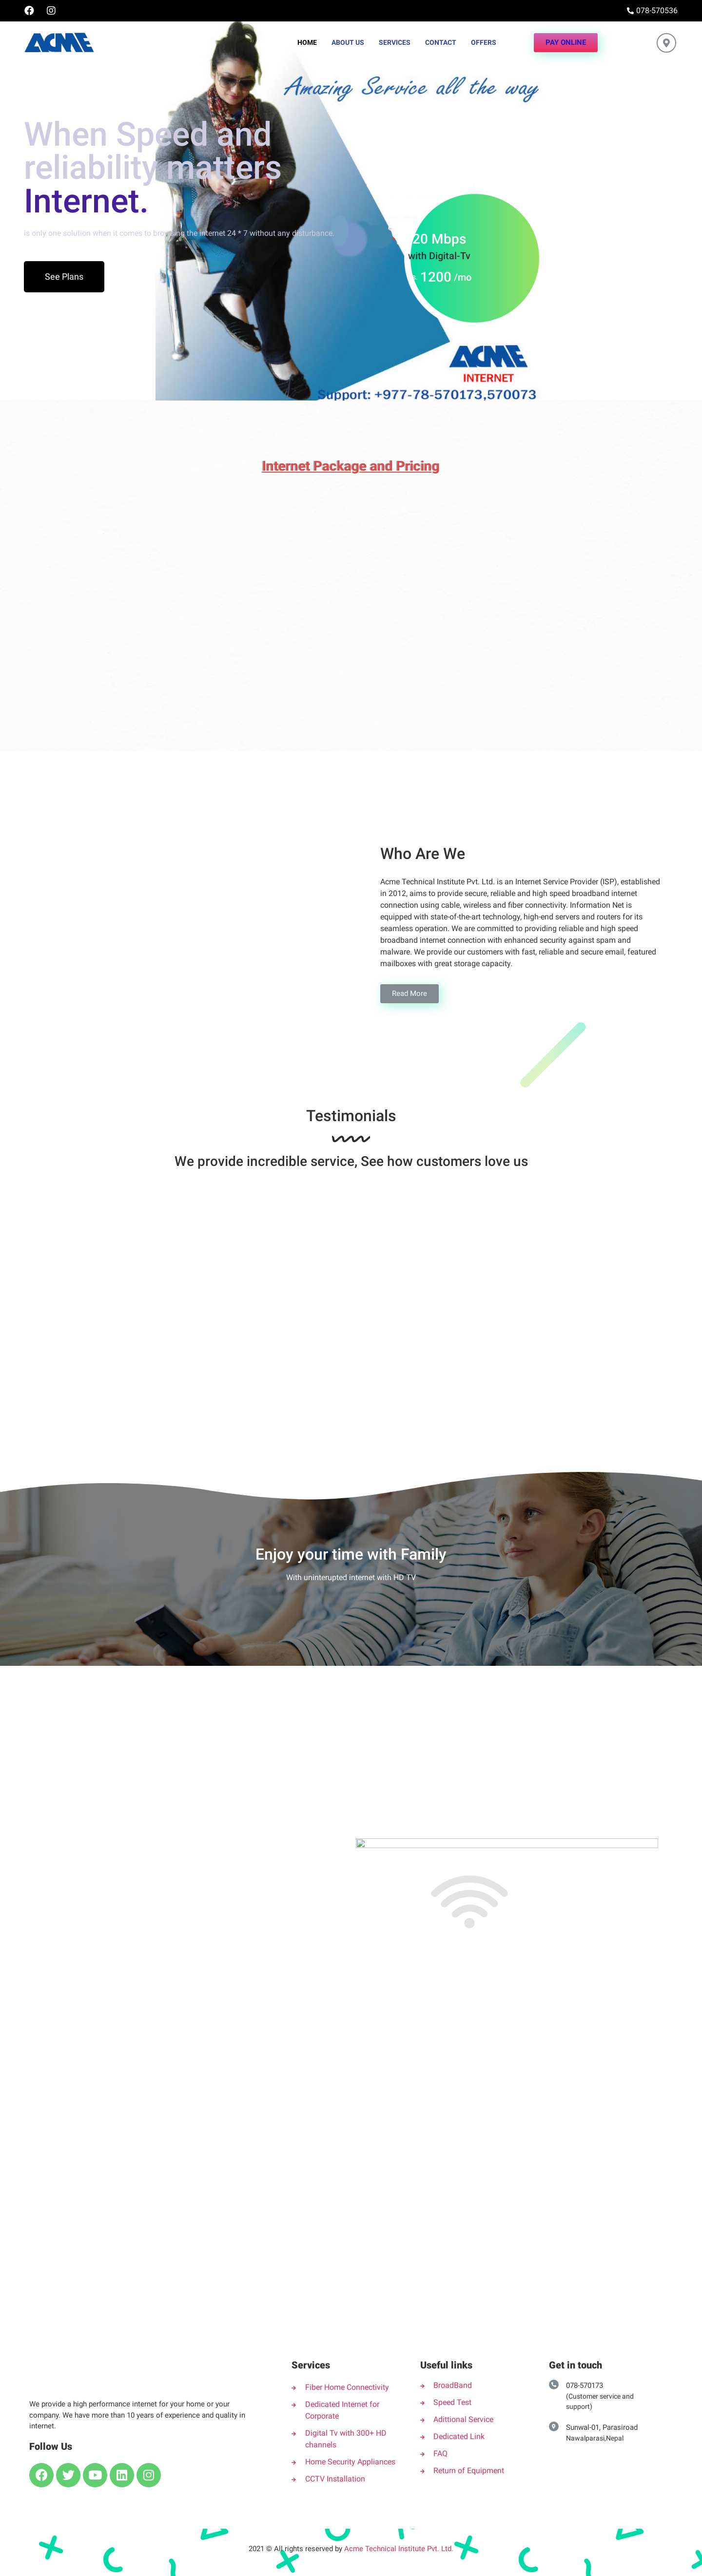 078-570536
ACME
HOME
ABOUT US
SERVICES
CONTACT
OFFERS
PAY ONLINE
Amazing Service all the way
When Speed and
reliability matters
Internet.
is only one solution when it comes to browsing the internet 24 * 7 without any disturbance.
See Plans
20 Mbps
with Digital-Tv
1200 /mo
ACME
INTERNET
Support: +977-78-570173,570073
Internet Package and Pricing
Who Are We
Acme Technical Institute Pvt. Ltd. is an Internet Service Provider (ISP), established
in 2012, aims to provide secure, reliable and high speed broadband internet
connection using cable, wireless and fiber connectivity. Information Net is
equipped with state-of-the-art technology, high-end servers and routers for its
seamless operation. We are committed to providing reliable and high speed
broadband internet connection with enhanced security against spam and
malware. We provide our customers with fast, reliable and secure email, featured
mailboxes with great storage capacity.
Read More
Testimonials
We provide incredible service, See how customers love us
Enjoy your time with Family
With uninterupted internet with HD TV
We provide a high performance internet for your home or your
company. We have more than 10 years of experience and quality in
internet.
Follow Us
Services
Fiber Home Connectivity
Dedicated Internet for
Corporate
Digital Tv with 300+ HD
channels
Home Security Appliances
CCTV Installation
Useful links
BroadBand
Speed Test
Adittional Service
Dedicated Link
FAQ
Return of Equipment
Get in touch
078-570173
(Customer service and
support)
Sunwal-01, Parasiroad
Nawalparasi,Nepal
2021 © All rights reserved by Acme Technical Institute Pvt. Ltd.